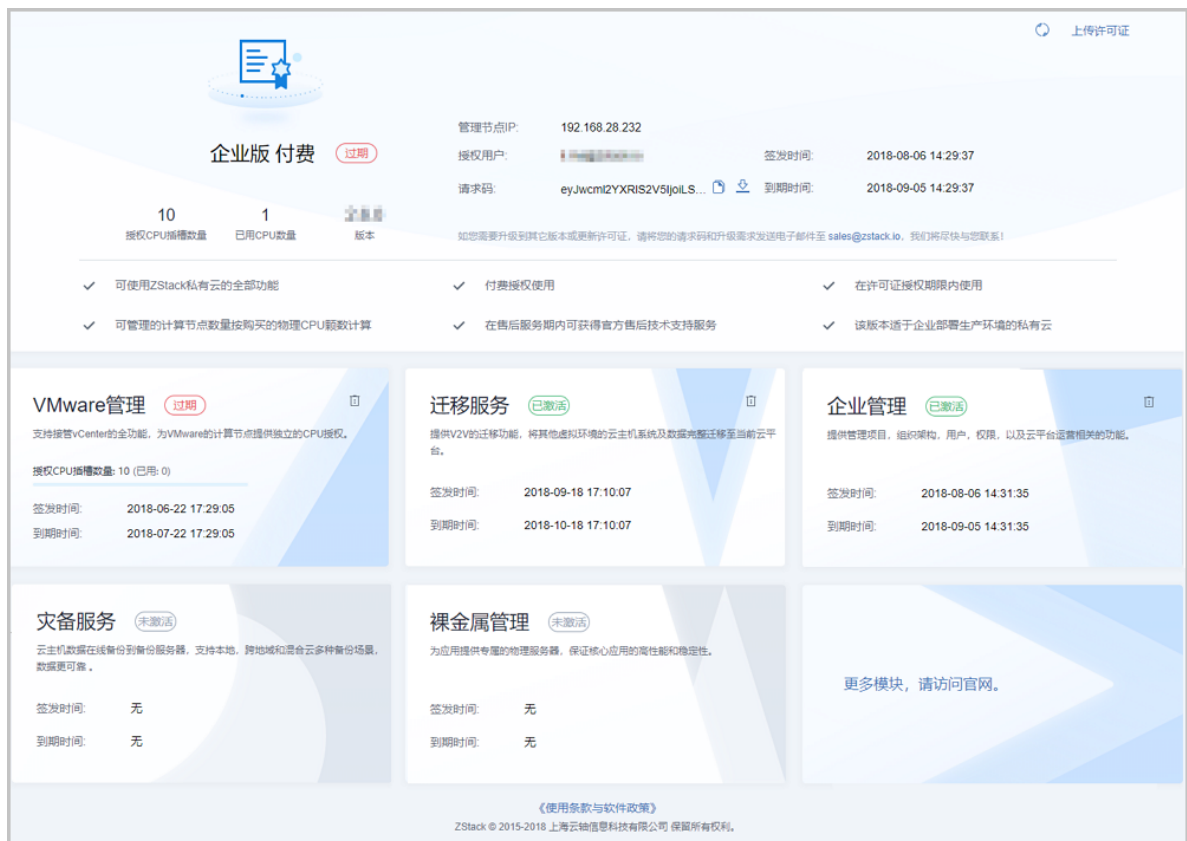 上传许可证
企业版 付费 过期
10 授权CPU插槽数量
1 已用CPU数量
版本
管理节点IP: 192.168.28.232
授权用户:
签发时间: 2018-08-06 14:29:37
请求码: eyJwcml2YXRlS2V5IjoiLS...
到期时间: 2018-09-05 14:29:37
如您需要升级到其它版本或更新许可证，请将您的请求码和升级需求发送电子邮件至 sales@zstack.io，我们将尽快与您联系！
可使用ZStack私有云的全部功能
付费授权使用
在许可证授权期限内使用
可管理的计算节点数量按购买的物理CPU颗数计算
在售后服务期内可获得官方售后技术支持服务
该版本适于企业部署生产环境的私有云
VMware管理 过期
支持接管vCenter的全功能，为VMware的计算节点提供独立的CPU授权。
授权CPU插槽数量: 10 (已用: 0)
签发时间: 2018-06-22 17:29:05
到期时间: 2018-07-22 17:29:05
迁移服务 已激活
提供V2V的迁移功能，将其他虚拟环境的云主机系统及数据完整迁移至当前云平
台。
签发时间: 2018-09-18 17:10:07
到期时间: 2018-10-18 17:10:07
企业管理 已激活
提供管理项目，组织架构，用户，权限，以及云平台运营相关的功能。
签发时间: 2018-08-06 14:31:35
到期时间: 2018-09-05 14:31:35
灾备服务 未激活
云主机数据在线备份到备份服务器，支持本地，跨地域和混合云多种备份场景，
数据更可靠 。
签发时间: 无
到期时间: 无
裸金属管理 未激活
为应用提供专属的物理服务器，保证核心应用的高性能和稳定性。
签发时间: 无
到期时间: 无
更多模块，请访问官网。
《使用条款与软件政策》
ZStack © 2015-2018 上海云轴信息科技有限公司 保留所有权利。